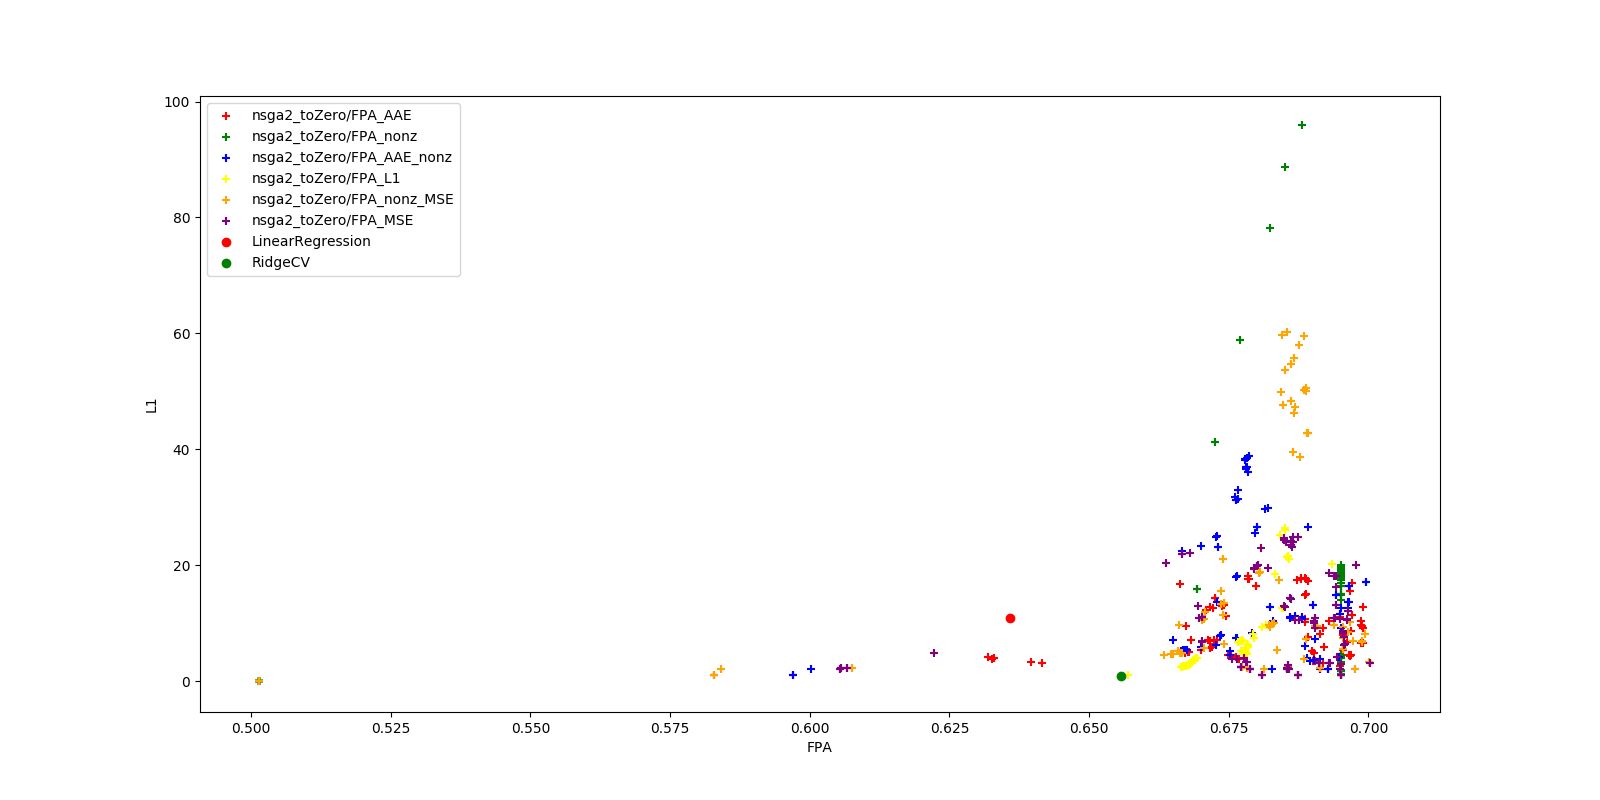 100
80
60
40
20
0
L1
nsga2_toZero/FPA_AAE
nsga2_toZero/FPA_nonz
nsga2_toZero/FPA_AAE_nonz
nsga2_toZero/FPA_L1
nsga2_toZero/FPA_nonz_MSE
nsga2_toZero/FPA_MSE
LinearRegression
RidgeCV
0.500 0.525 0.550 0.575 0.600 0.625 0.650 0.675 0.700
FPA